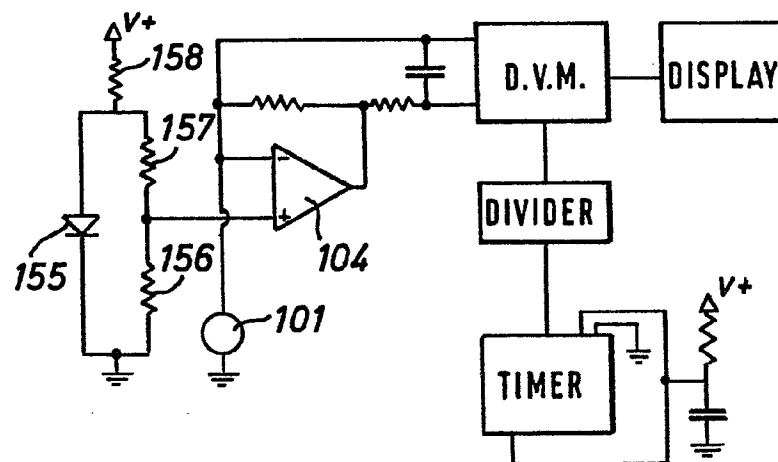 V+
158
157
155
156
101
-
+
104
D.V.M.
DISPLAY
DIVIDER
TIMER
V+